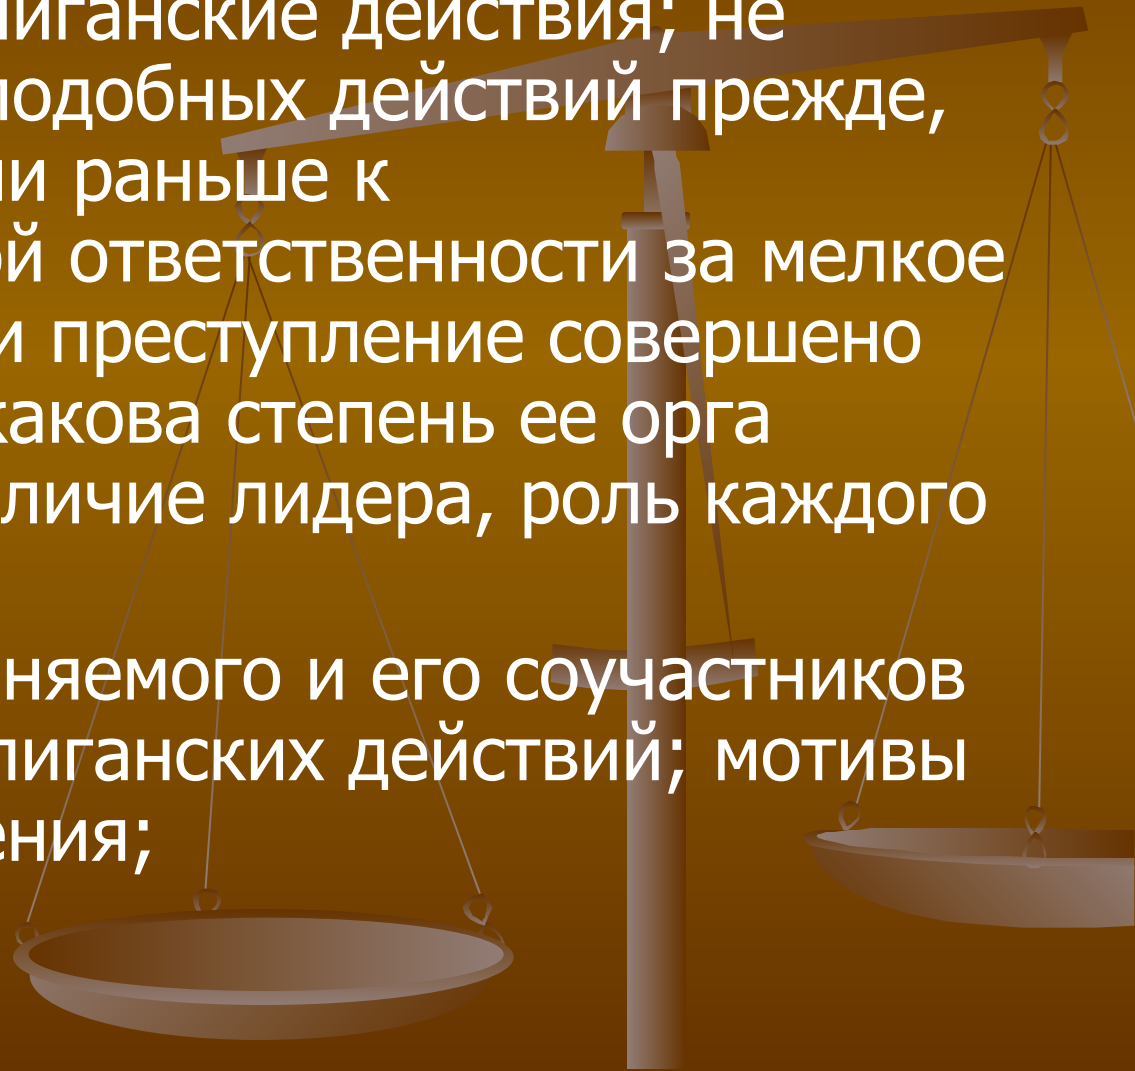 лиганские действия; не
подобных действий прежде,
ли раньше к
ой ответственности за мелкое
и преступление совершено
какова степень ее орга
личие лидера, роль каждого
няемого и его соучастников
лиганских действий; мотивы
ения;